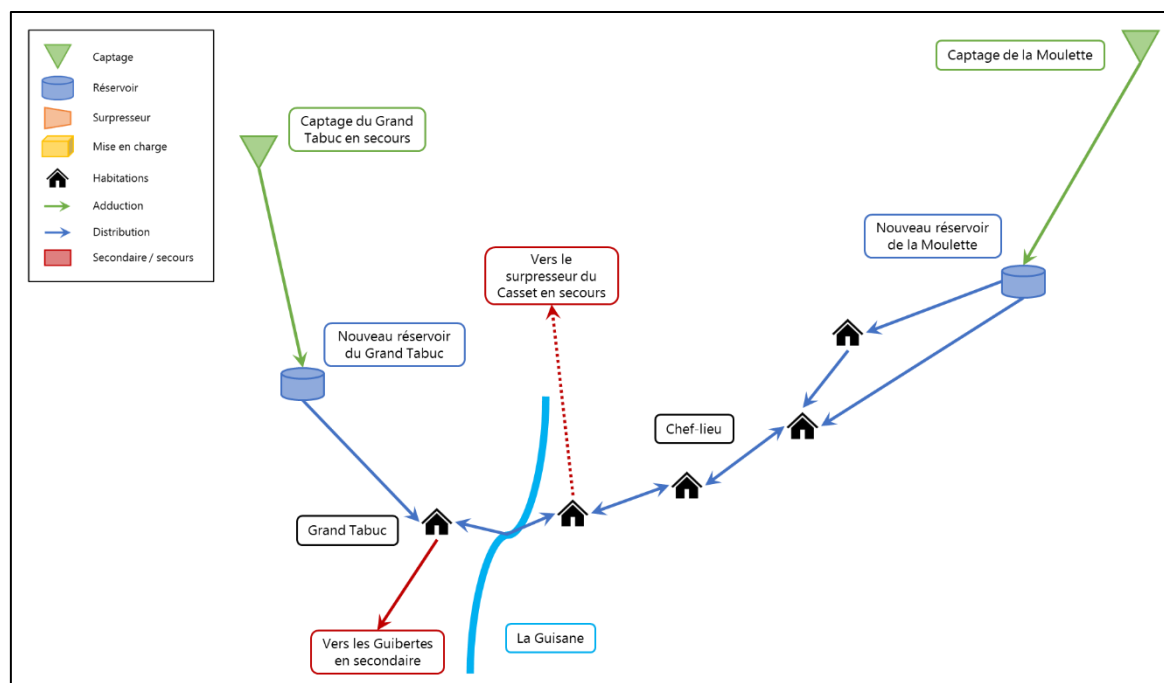 Captage
Réservoir
Surpresseur
Mise en charge
Habitations
Adduction
Distribution
Secondaire / secours
Captage du Grand
Tabuc en secours
Captage de la Moulette
Nouveau réservoir
de la Moulette
Vers le
surpresseur du
Casset en secours
Nouveau réservoir
du Grand Tabuc
Chef-lieu
Grand Tabuc
Vers les Guibertes
en secondaire
La Guisane